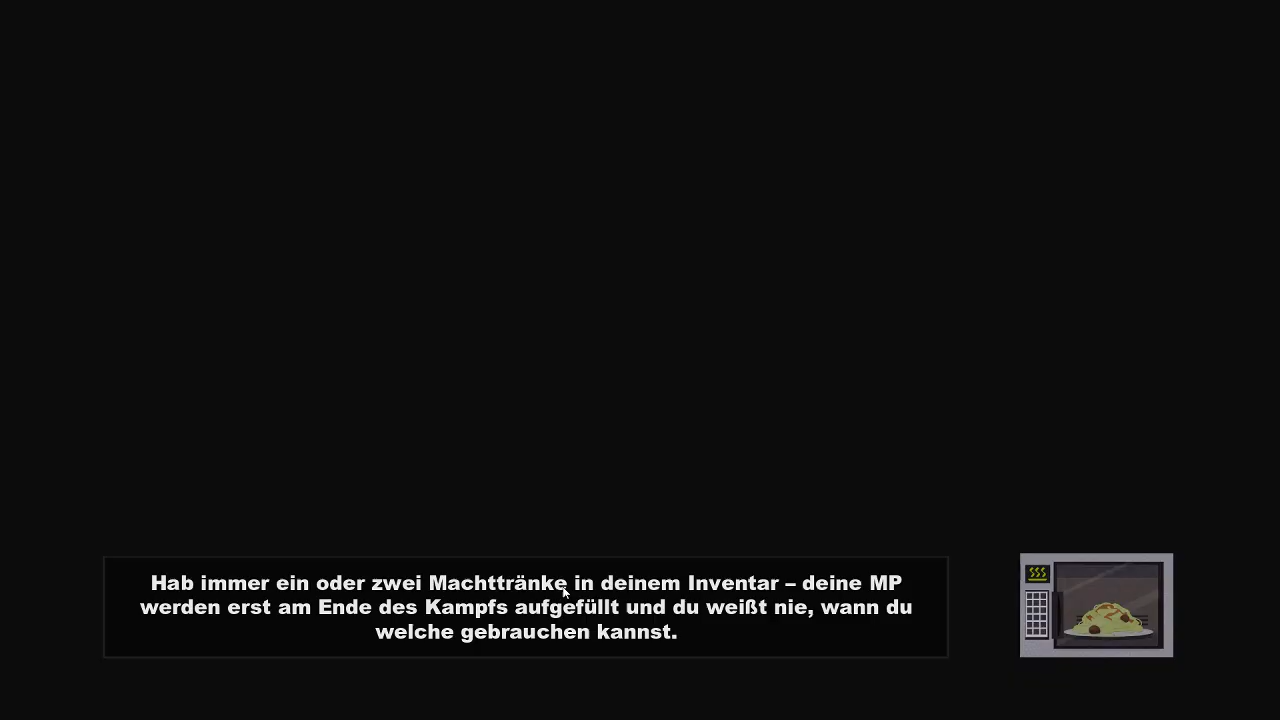 Hab immer ein oder zwei Machttränke in deinem Inventar – deine MP
werden erst am Ende des Kampfs aufgefüllt und du weißt nie, wann du
welche gebrauchen kannst.